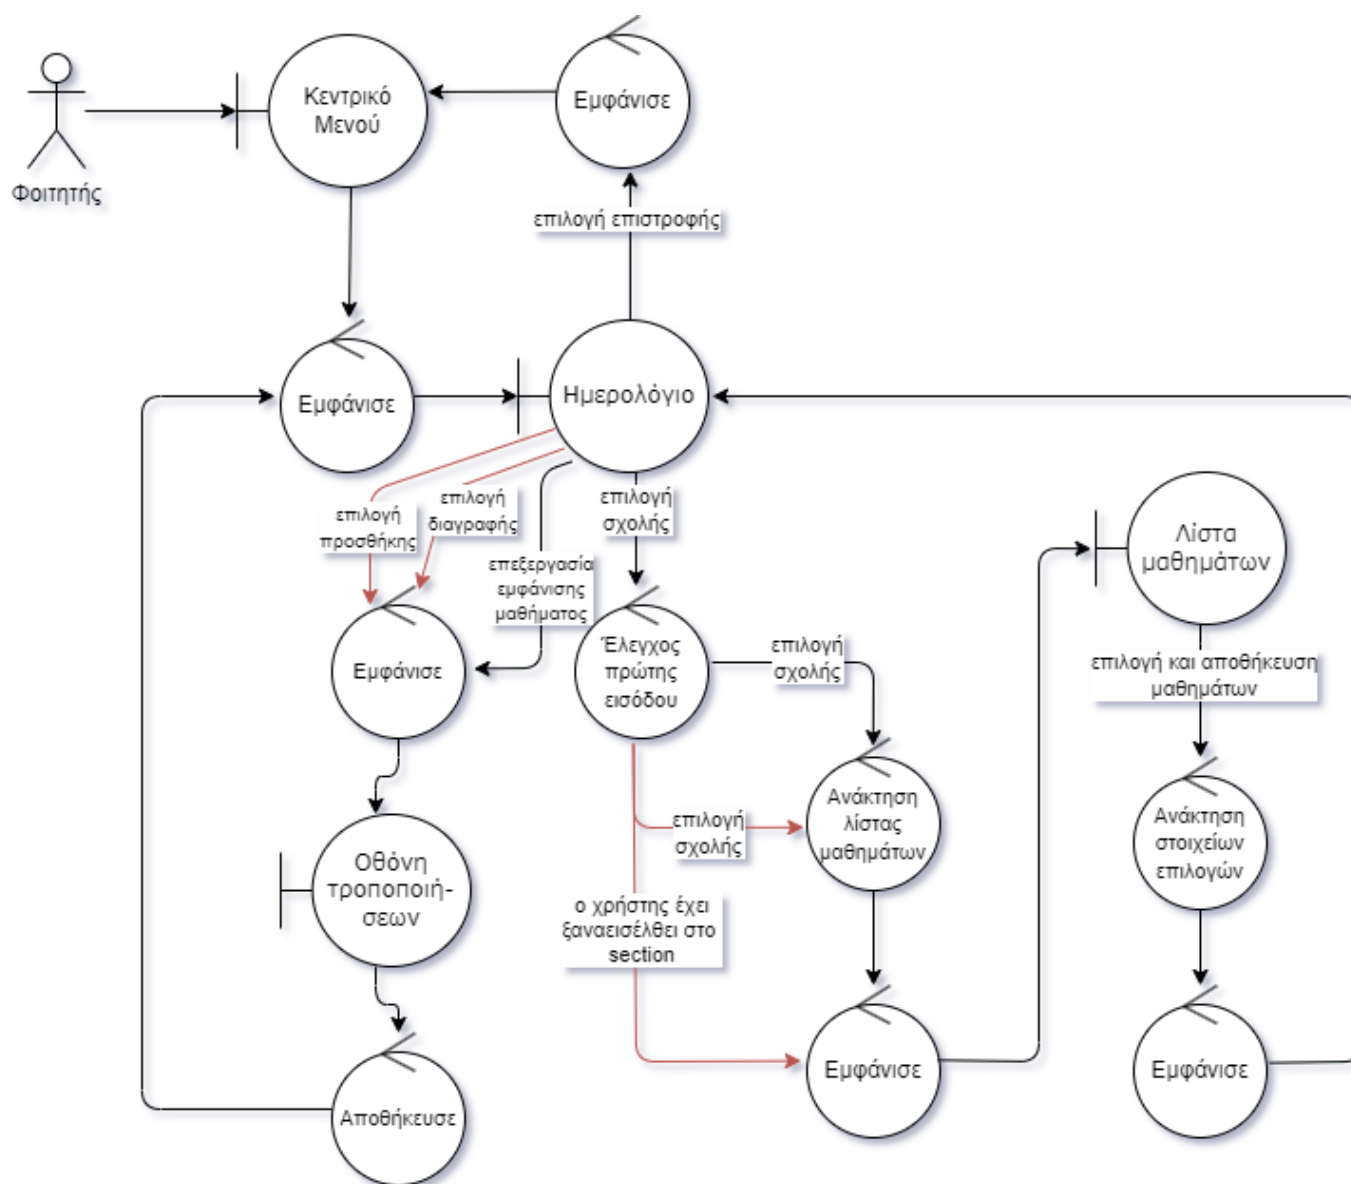 Κεντρικό
Μενού
Εμφάνισε
Φοιτητής
επιλογή επιστροφής
Εμφάνισε
Ημερολόγιο
επιλογή
προσθήκης
επιλογή
διαγραφής
επεξεργασία
εμφάνισης
μαθήματος
επιλογή
σχολής
Λίστα
μαθημάτων
Εμφάνισε
Έλεγχος
πρώτης
εισόδου
επιλογή
σχολής
επιλογή και αποθήκευση
μαθημάτων
επιλογή
σχολής
Ανάκτηση
λίστας
μαθημάτων
Ανάκτηση
στοιχείων
επιλογών
Οθόνη
τροποποιή-
σεων
ο χρήστης έχει
ξαναεισέλθει στο
section
Αποθήκευσε
Εμφάνισε
Εμφάνισε